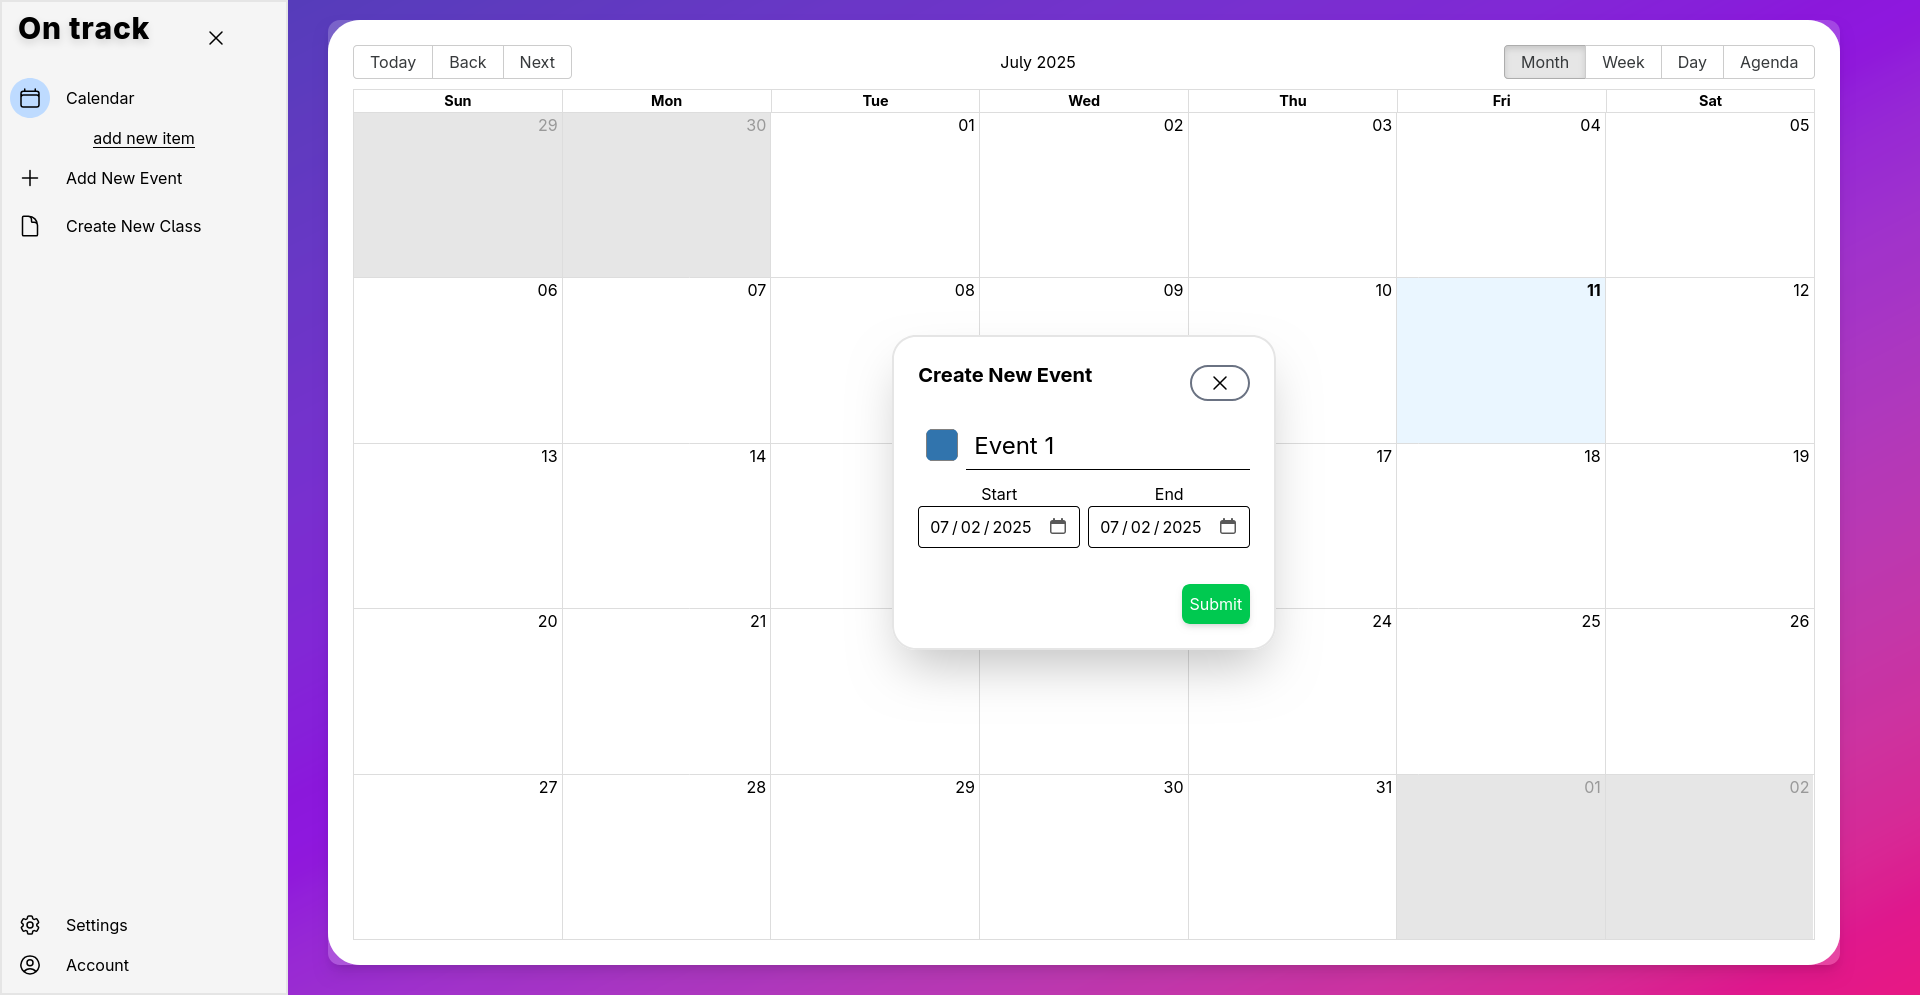 On track
Calendar
add new item
Add New Event
Create New Class
Settings
Account
Today Back Next
July 2025
Month Week Day Agenda
Sun Mon Tue Wed Thu Fri Sat
29 30 01 02 03 04 05
06 07 08 09 10 11 12
13 14 17 18 19
20 21 24 25 26
27 28 29 30 31 01 02
Create New Event
Event 1
Start End
07/02/2025 07/02/2025
Submit